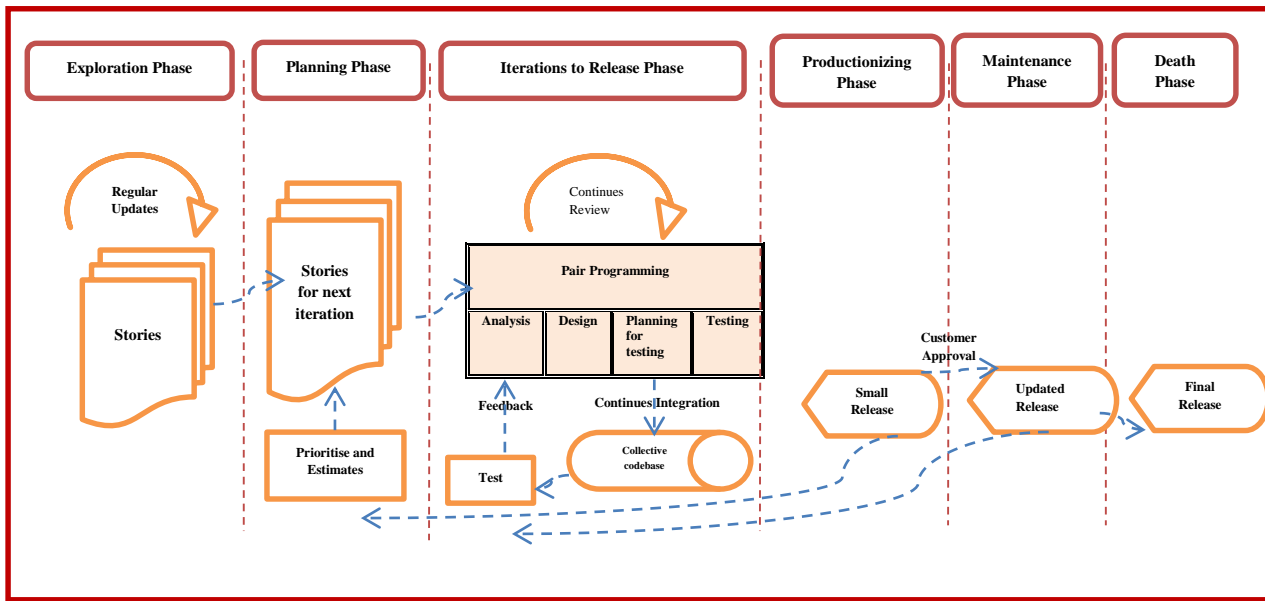 Exploration Phase
Planning Phase
Iterations to Release Phase
Productionizing
Phase
Maintenance
Phase
Death
Phase
Regular
Updates
Stories
Stories
for next
iteration
Prioritise and
Estimates
Continues
Review
Pair Programming
Analysis
Design
Planning
for
testing
Testing
Feedback
Continues Integration
Test
Collective
codebase
Small
Release
Customer
Approval
Updated
Release
Final
Release